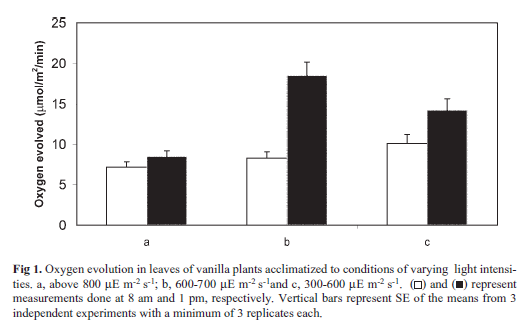 25
20
15
10
5
0
Oxygen evolved (µmol/m²/min)
a b c
Fig 1. Oxygen evolution in leaves of vanilla plants acclimatized to conditions of varying light intensi-
ties. a, above 800 µE m⁻² s⁻¹; b, 600-700 µE m⁻² s⁻¹and c, 300-600 µE m⁻² s⁻¹. (□) and (■) represent
measurements done at 8 am and 1 pm, respectively. Vertical bars represent SE of the means from 3
independent experiments with a minimum of 3 replicates each.